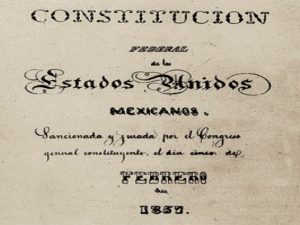 CONSTITUCION
FEDERAL
de los
Estados Unidos
MEXICANOS,
Sancionada y jurada por el Congreso
general constituyente, el dia cinco de
FEBRERO
de
1857.